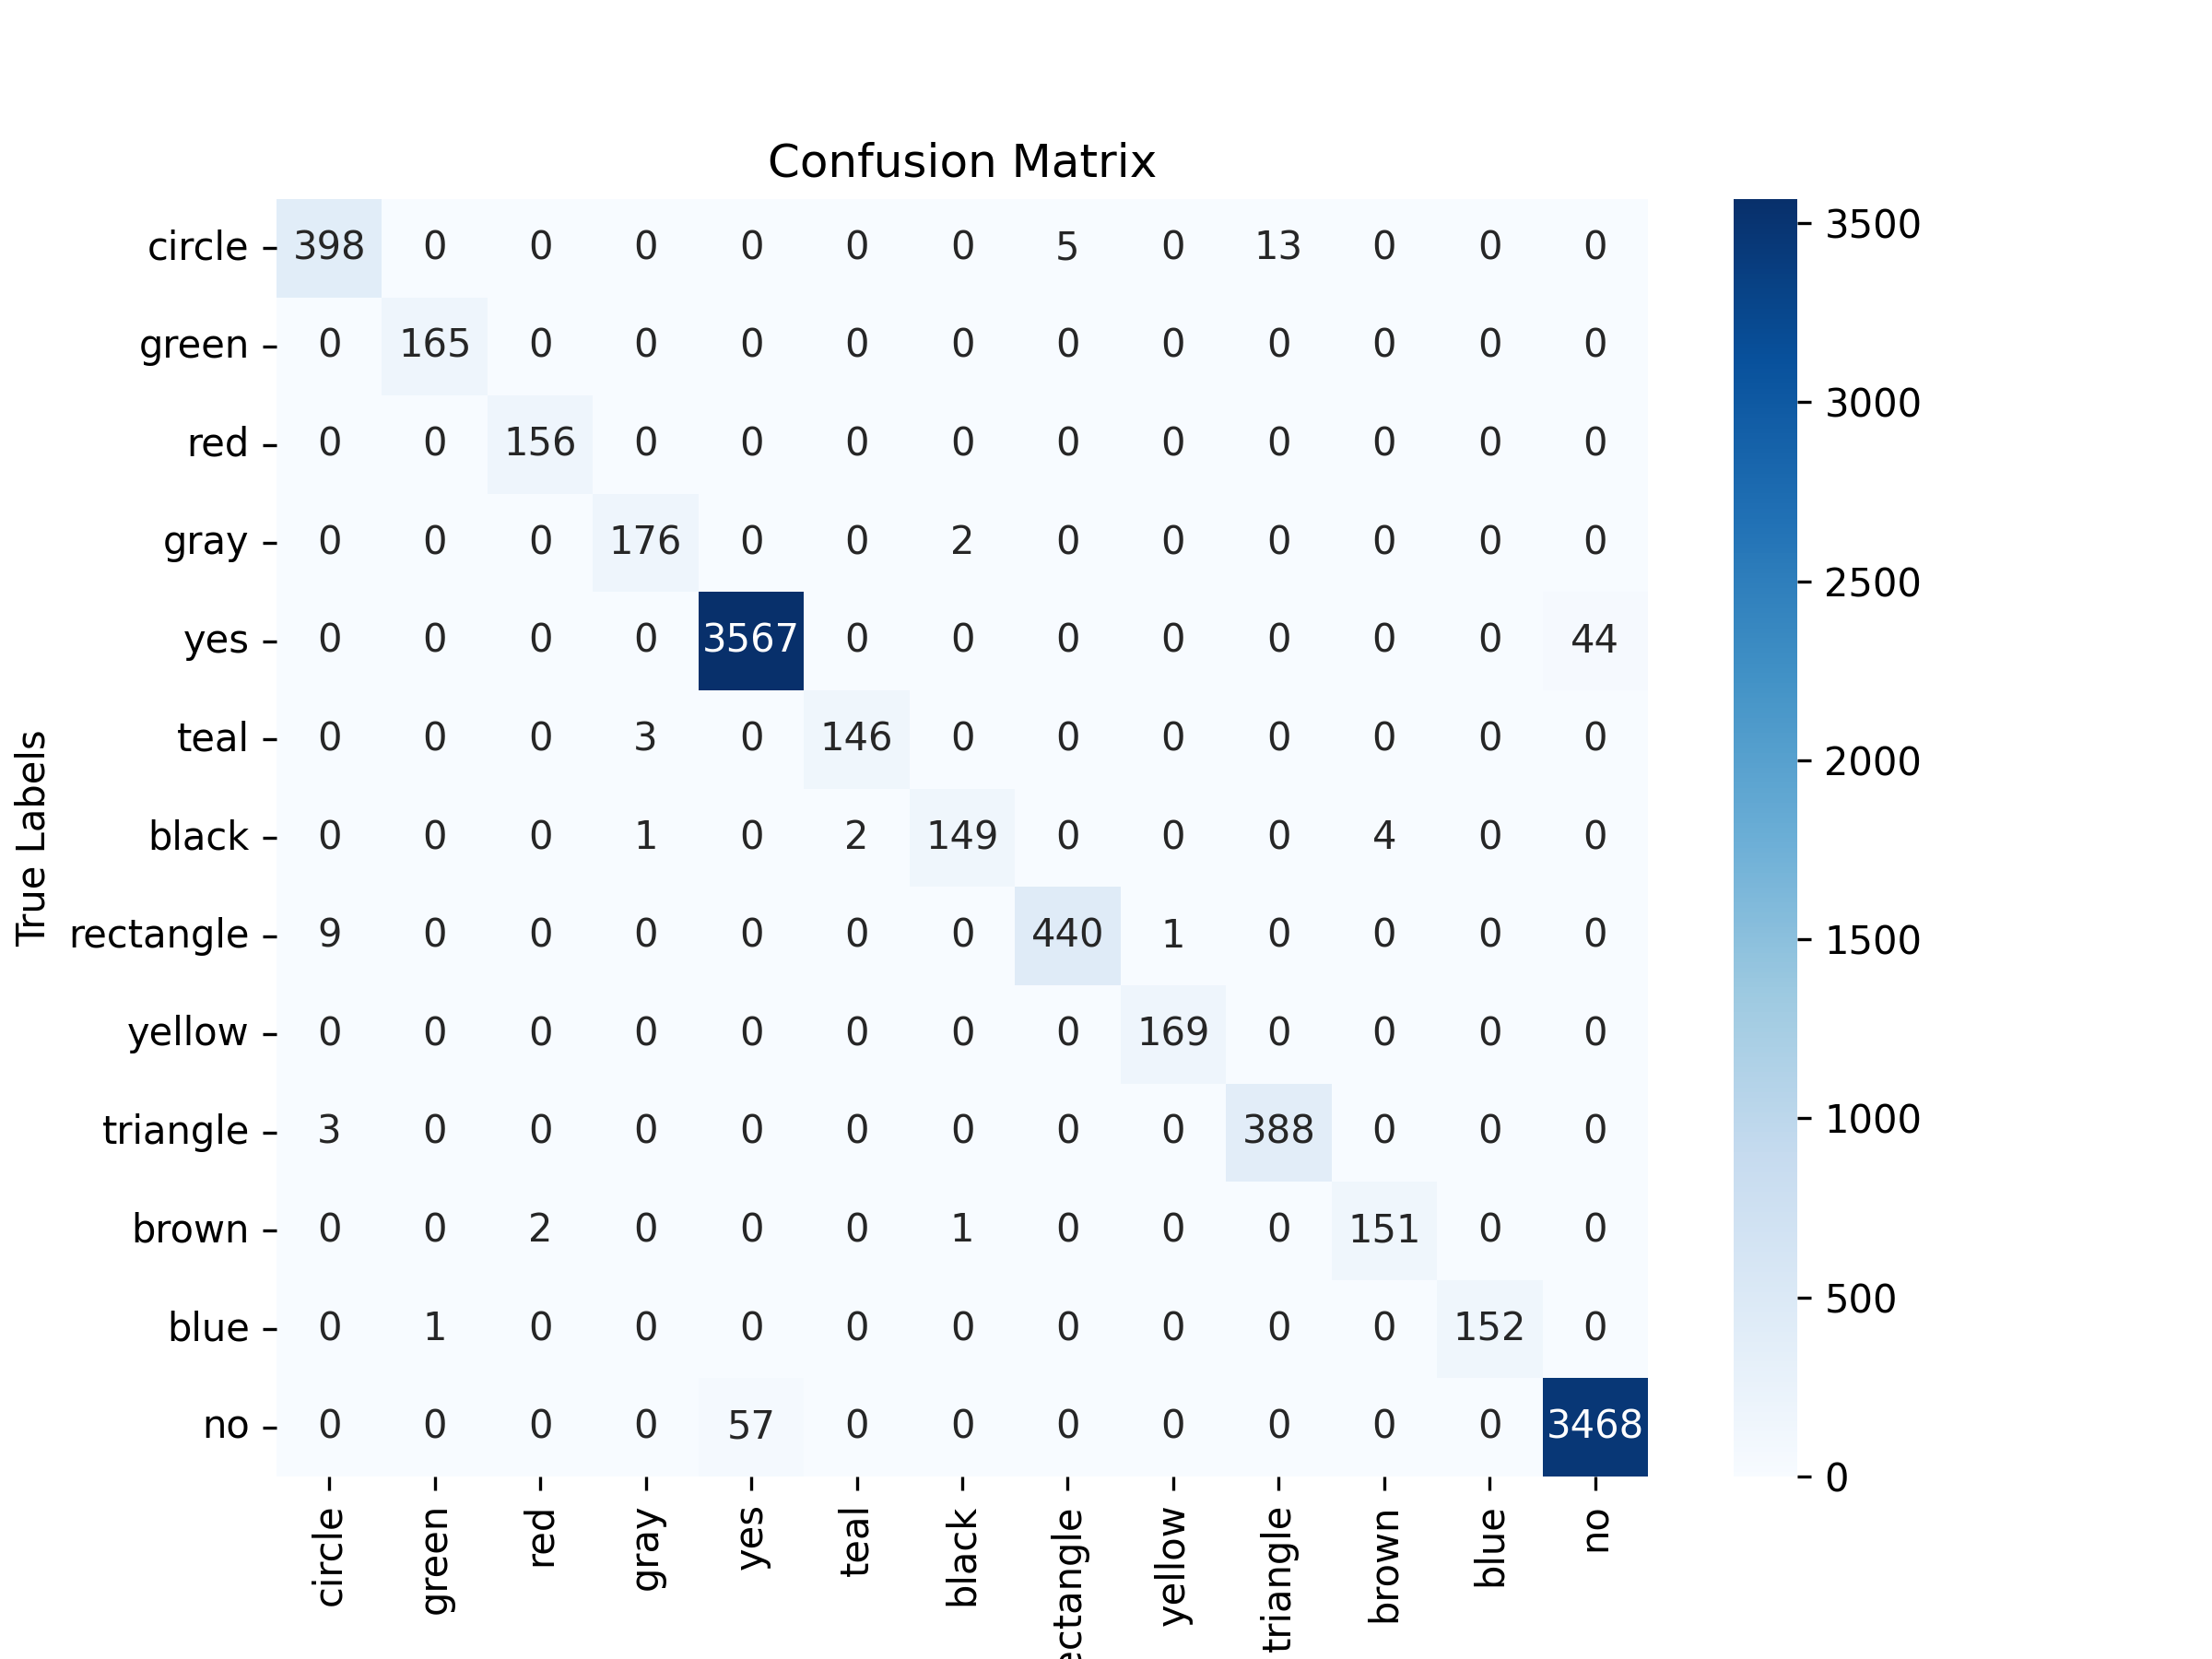 Confusion Matrix
circle 398 0 0 0 0 0 0 5 0 13 0 0 0
green 0 165 0 0 0 0 0 0 0 0 0 0 0
red 0 0 156 0 0 0 0 0 0 0 0 0 0
gray 0 0 0 176 0 0 2 0 0 0 0 0 0
yes 0 0 0 0 3567 0 0 0 0 0 0 0 44
teal 0 0 0 3 0 146 0 0 0 0 0 0 0
black 0 0 0 1 0 2 149 0 0 0 4 0 0
rectangle 9 0 0 0 0 0 0 440 1 0 0 0 0
yellow 0 0 0 0 0 0 0 0 169 0 0 0 0
triangle 3 0 0 0 0 0 0 0 0 388 0 0 0
brown 0 0 2 0 0 0 1 0 0 0 151 0 0
blue 0 1 0 0 0 0 0 0 0 0 0 152 0
no 0 0 0 0 57 0 0 0 0 0 0 0 3468
True Labels
circle green red gray yes teal black ectangle yellow triangle brown blue no
3500
3000
2500
2000
1500
1000
500
0